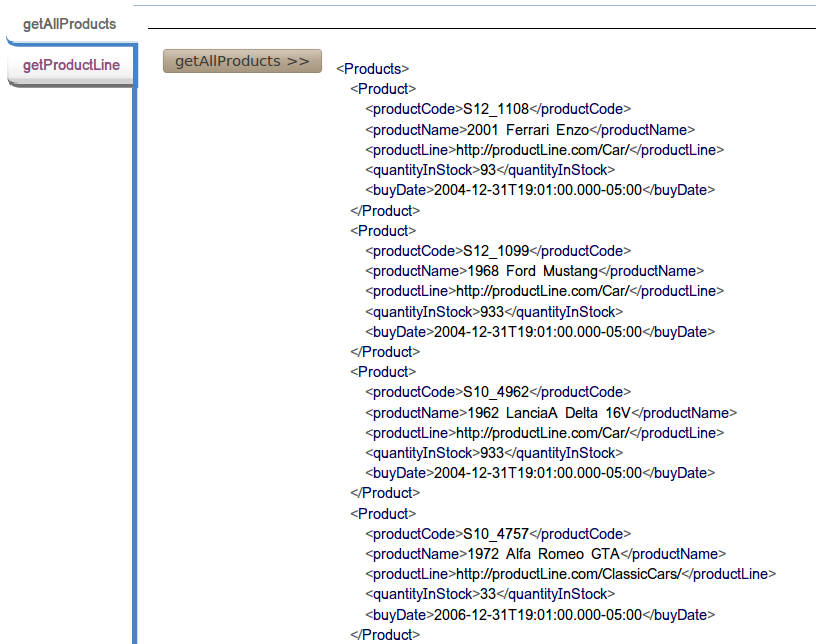 getAllProducts
getProductLine
getAllProducts >>
<Products>
<Product>
<productCode>S12_1108</productCode>
<productName>2001 Ferrari Enzo</productName>
<productLine>http://productLine.com/Car/</productLine>
<quantityInStock>93</quantityInStock>
<buyDate>2004-12-31T19:01:00.000-05:00</buyDate>
</Product>
<Product>
<productCode>S12_1099</productCode>
<productName>1968 Ford Mustang</productName>
<productLine>http://productLine.com/Car/</productLine>
<quantityInStock>933</quantityInStock>
<buyDate>2004-12-31T19:01:00.000-05:00</buyDate>
</Product>
<Product>
<productCode>S10_4962</productCode>
<productName>1962 LanciaA Delta 16V</productName>
<productLine>http://productLine.com/Car/</productLine>
<quantityInStock>933</quantityInStock>
<buyDate>2004-12-31T19:01:00.000-05:00</buyDate>
</Product>
<Product>
<productCode>S10_4757</productCode>
<productName>1972 Alfa Romeo GTA</productName>
<productLine>http://productLine.com/ClassicCars/</productLine>
<quantityInStock>33</quantityInStock>
<buyDate>2006-12-31T19:01:00.000-05:00</buyDate>
</Product>